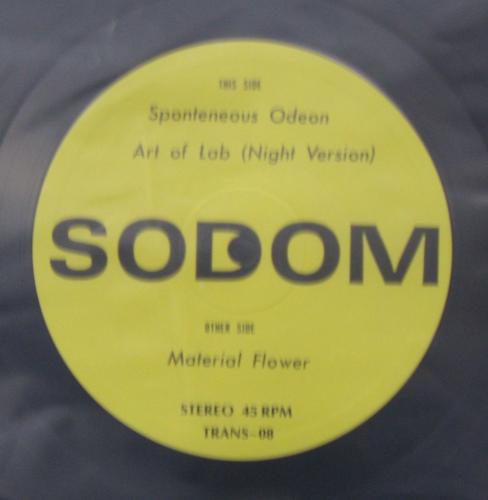 THIS SIDE
Sponteneous Odeon
Art of Lab (Night Version)
SODOM
OTHER SIDE
Material Flower
STEREO 45 RPM
TRANS-08